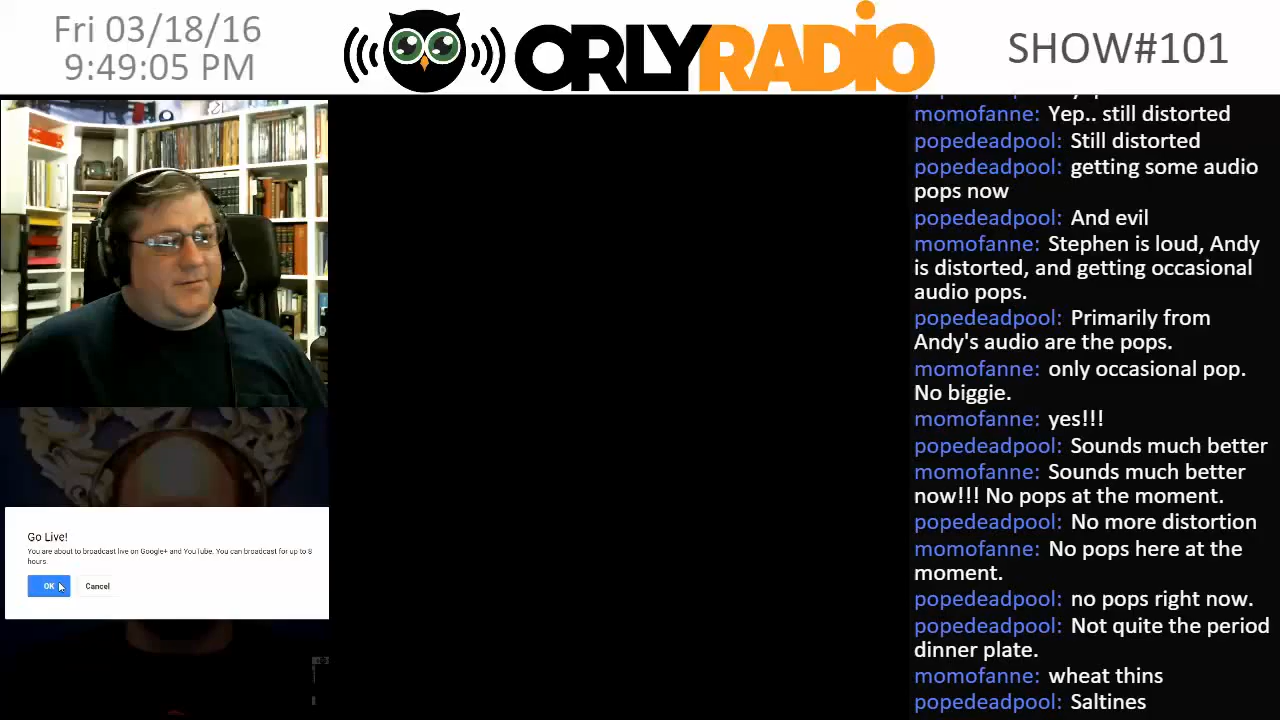 Fri 03/18/16
9:49:05 PM
ORLYRADIO
SHOW#101
momofanne: Yep.. still distorted
popedeadpool: Still distorted
popedeadpool: getting some audio
pops now
popedeadpool: And evil
momofanne: Stephen is loud, Andy
is distorted, and getting occasional
audio pops.
popedeadpool: Primarily from
Andy's audio are the pops.
momofanne: only occasional pop.
No biggie.
momofanne: yes!!!
popedeadpool: Sounds much better
momofanne: Sounds much better
now!!! No pops at the moment.
popedeadpool: No more distortion
momofanne: No pops here at the
moment.
popedeadpool: no pops right now.
popedeadpool: Not quite the period
dinner plate.
momofanne: wheat thins
popedeadpool: Saltines
Go Live!
You are about to broadcast live on Google+ and YouTube. You can broadcast for up to 8
hours.
OK
Cancel